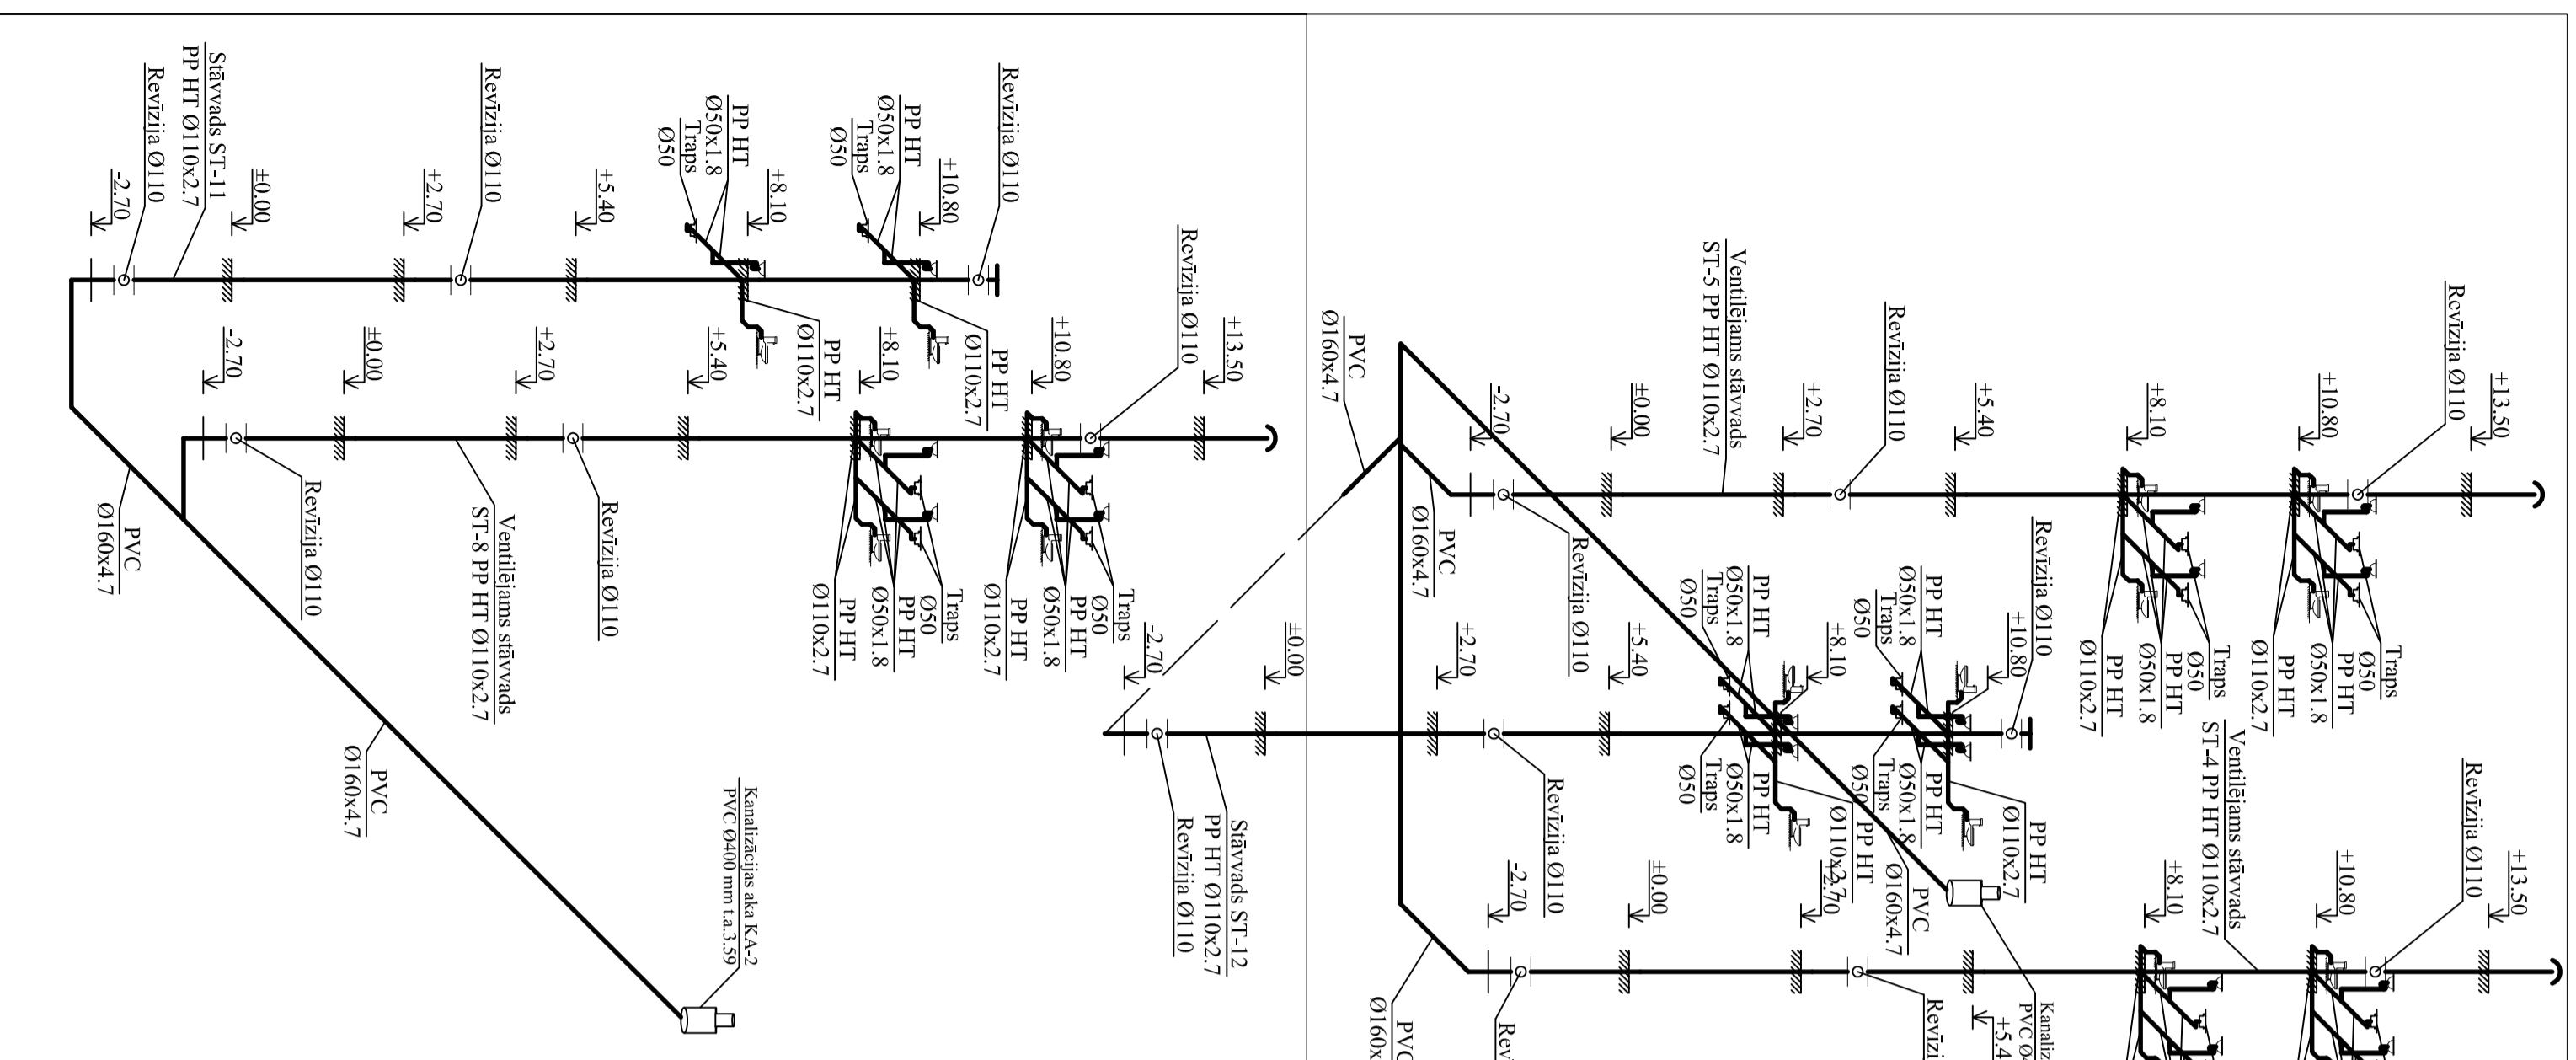 Revīzija Ø110
+10.80
PP HT
Ø50x1.8
Traps
Ø50
+8.10
PP HT
Ø50x1.8
Traps
Ø50
+5.40
Revīzija Ø110
+2.70
±0.00
Stāvvads ST-11
PP HT Ø110x2.7
Revīzija Ø110
-2.70
PP HT
Ø110x2.7
PP HT
Ø110x2.7
+13.50
Revīzija Ø110
+10.80
+8.10
+5.40
+2.70
±0.00
-2.70
Traps
Ø50
PP HT
Ø50x1.8
PP HT
Ø110x2.7
Traps
Ø50
PP HT
Ø50x1.8
PP HT
Ø110x2.7
Revīzija Ø110
Ventilējams stāvvads
ST-8 PP HT Ø110x2.7
Revīzija Ø110
PVC
Ø160x4.7
PVC
Ø160x4.7
Kanalizācijas aka KA-2
PVC Ø400 mm t.a.3.59
+13.50
Revīzija Ø110
+10.80
+8.10
+5.40
Revīzija Ø110
+2.70
Ventilējams stāvvads
ST-5 PP HT Ø110x2.7
±0.00
-2.70
PVC
Ø160x4.7
Traps
Ø50
PP HT
Ø50x1.8
PP HT
Ø110x2.7
Traps
Ø50
PP HT
Ø50x1.8
PP HT
Ø110x2.7
Revīzija Ø110
PVC
Ø160x4.7
Revīzija Ø110
+10.80
PP HT
Ø50x1.8
Traps
Ø50
+8.10
PP HT
Ø50x1.8
Traps
Ø50
+5.40
+2.70
±0.00
-2.70
PP HT
Ø110x2.7
PP HT
Ø50x1.8
Traps
Ø50
PP HT
Ø110x2.7
PP HT
Ø50x1.8
Traps
Ø50
PVC
Ø160x4.7
Revīzija Ø110
Stāvvads ST-12
PP HT Ø110x2.7
Revīzija Ø110
+13.50
Revīzija Ø110
+10.80
Ventilējams stāvvads
ST-4 PP HT Ø110x2.7
+8.10
+5.4
+2.70
±0.00
-2.70
Kanaliz
Revīzi
Rev
PVC
Ø160x